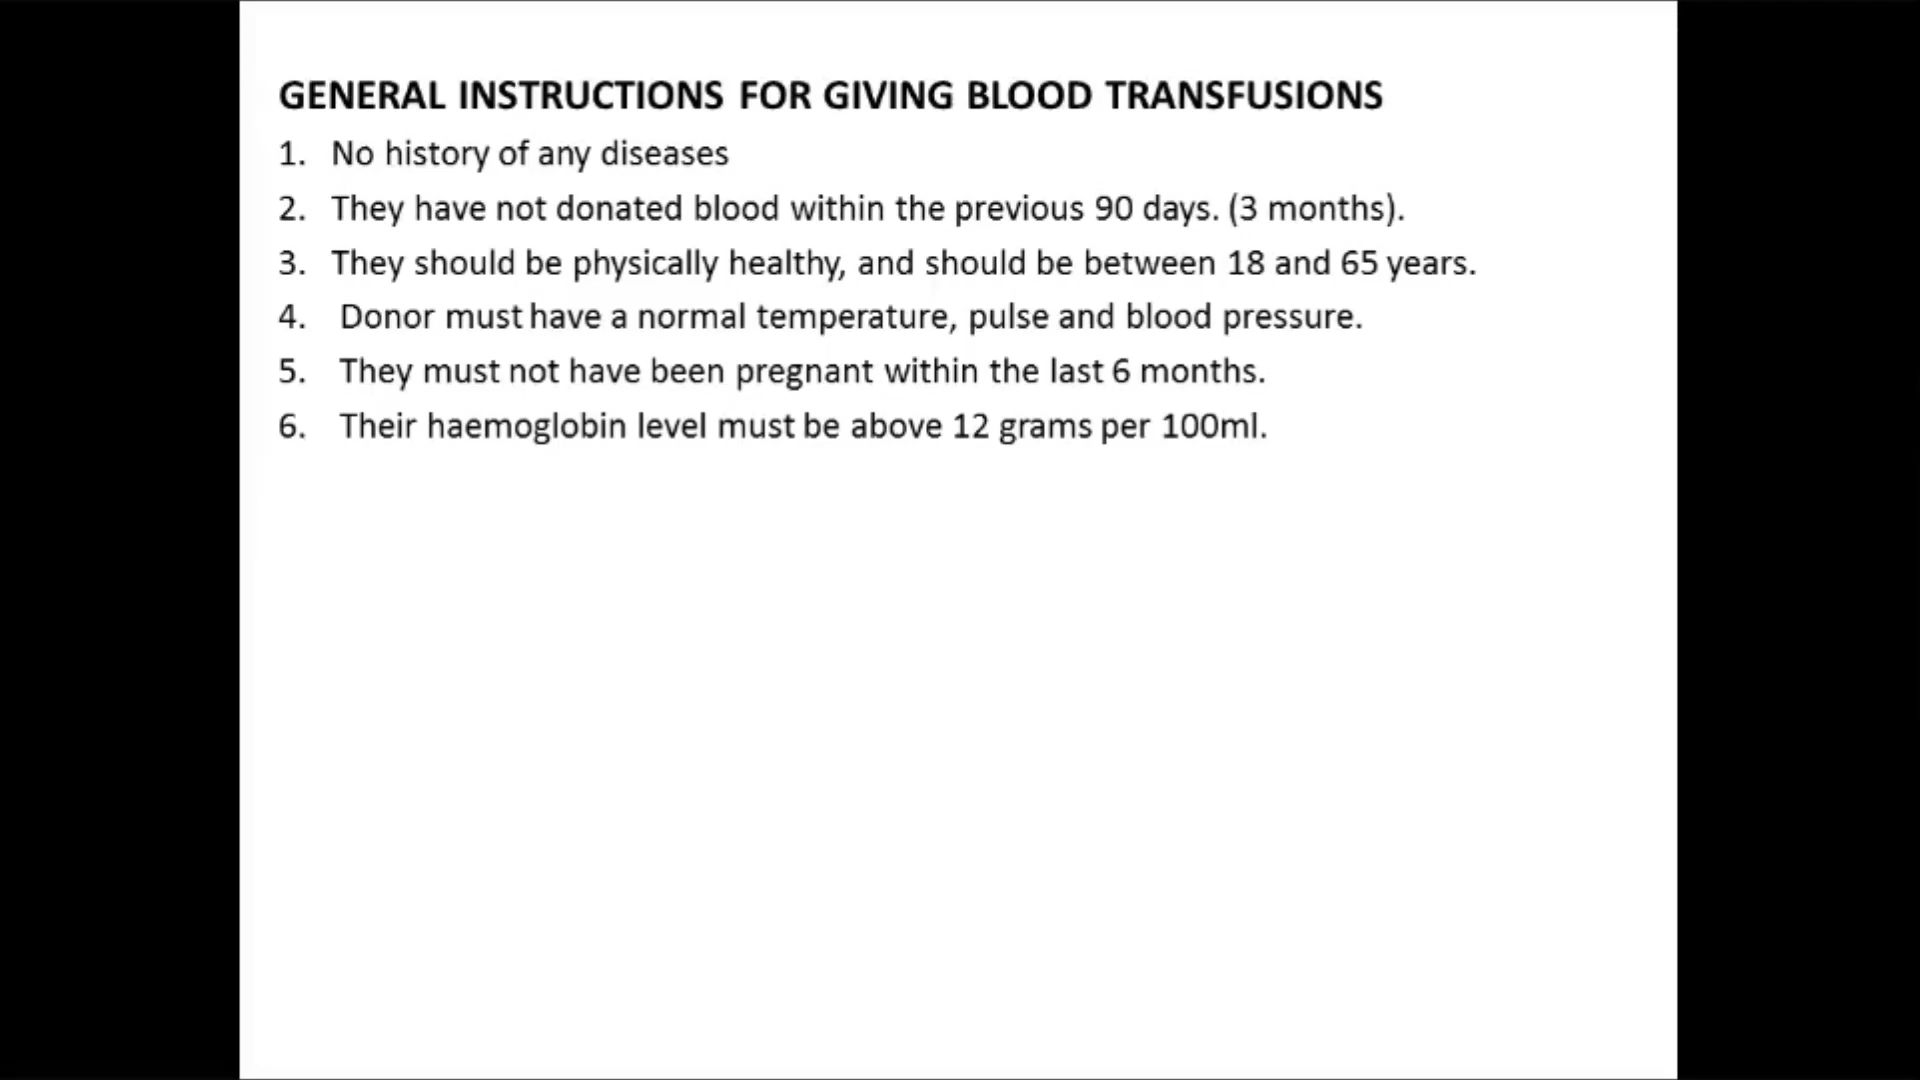 GENERAL INSTRUCTIONS FOR GIVING BLOOD TRANSFUSIONS
1. No history of any diseases
2. They have not donated blood within the previous 90 days. (3 months).
3. They should be physically healthy, and should be between 18 and 65 years.
4. Donor must have a normal temperature, pulse and blood pressure.
5. They must not have been pregnant within the last 6 months.
6. Their haemoglobin level must be above 12 grams per 100ml.